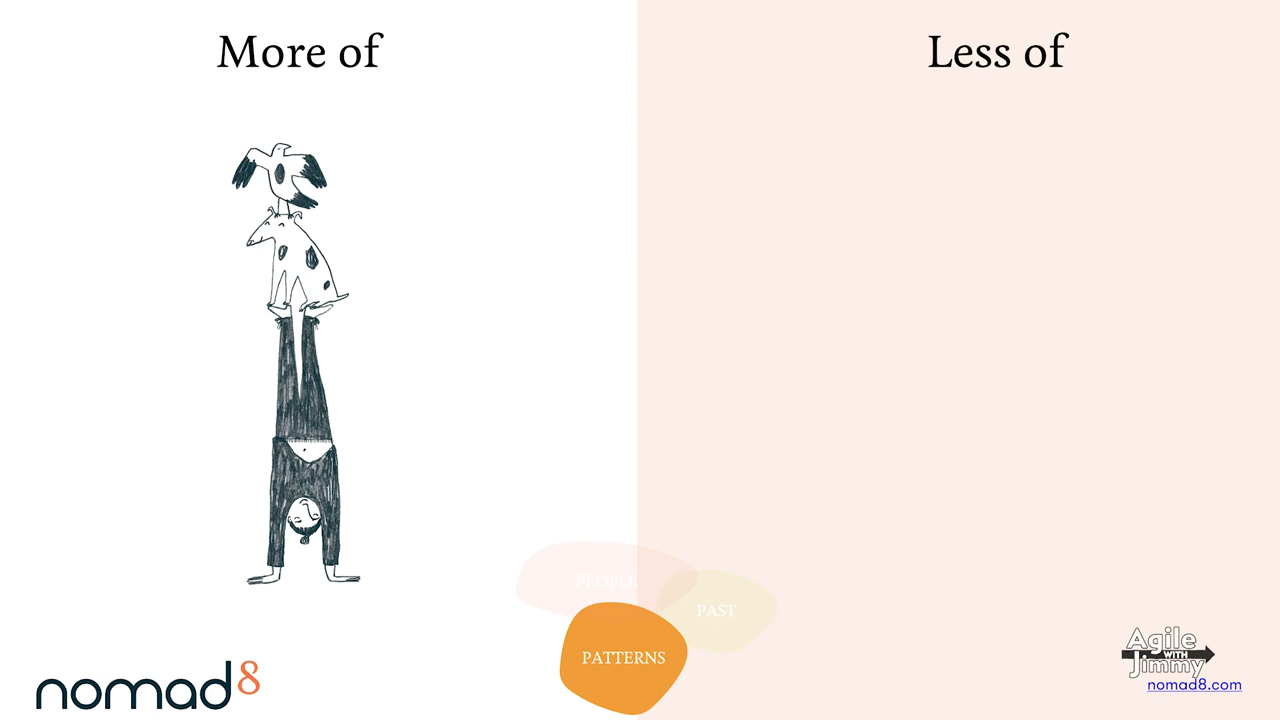 More of
Less of
PEOPLE
PAST
PATTERNS
nomad8
Agile
WITH
Jimmy
nomad8.com